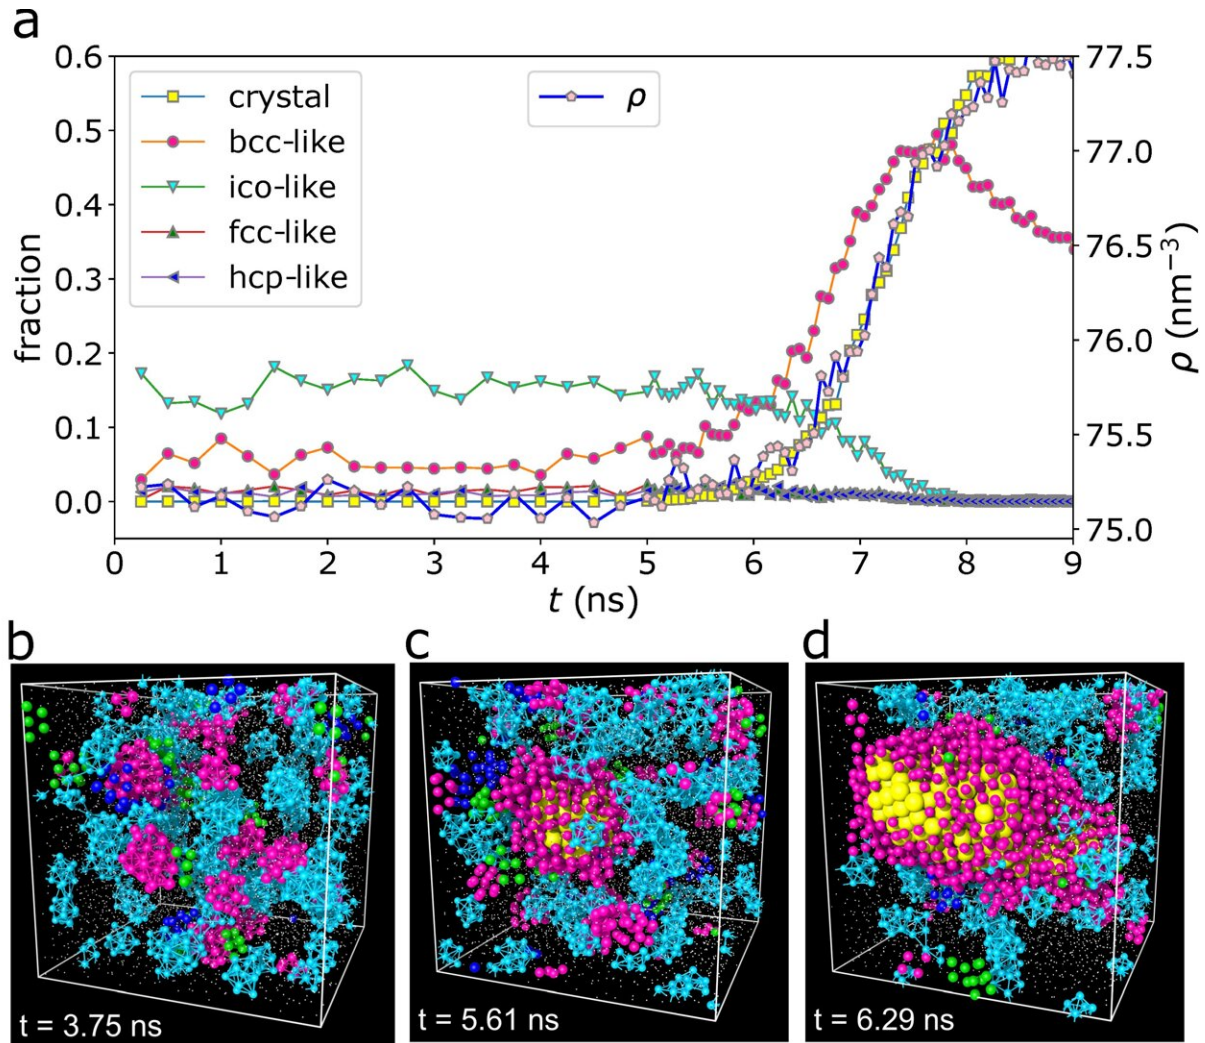 a
0.6
0.5
0.4
0.3
0.2
0.1
0.0
fraction
crystal
bcc-like
ico-like
fcc-like
hcp-like
ρ
77.5
77.0
76.5
76.0
75.5
75.0
ρ (nm⁻³)
0 1 2 3 4 5 6 7 8 9
t (ns)
b
t = 3.75 ns
c
t = 5.61 ns
d
t = 6.29 ns